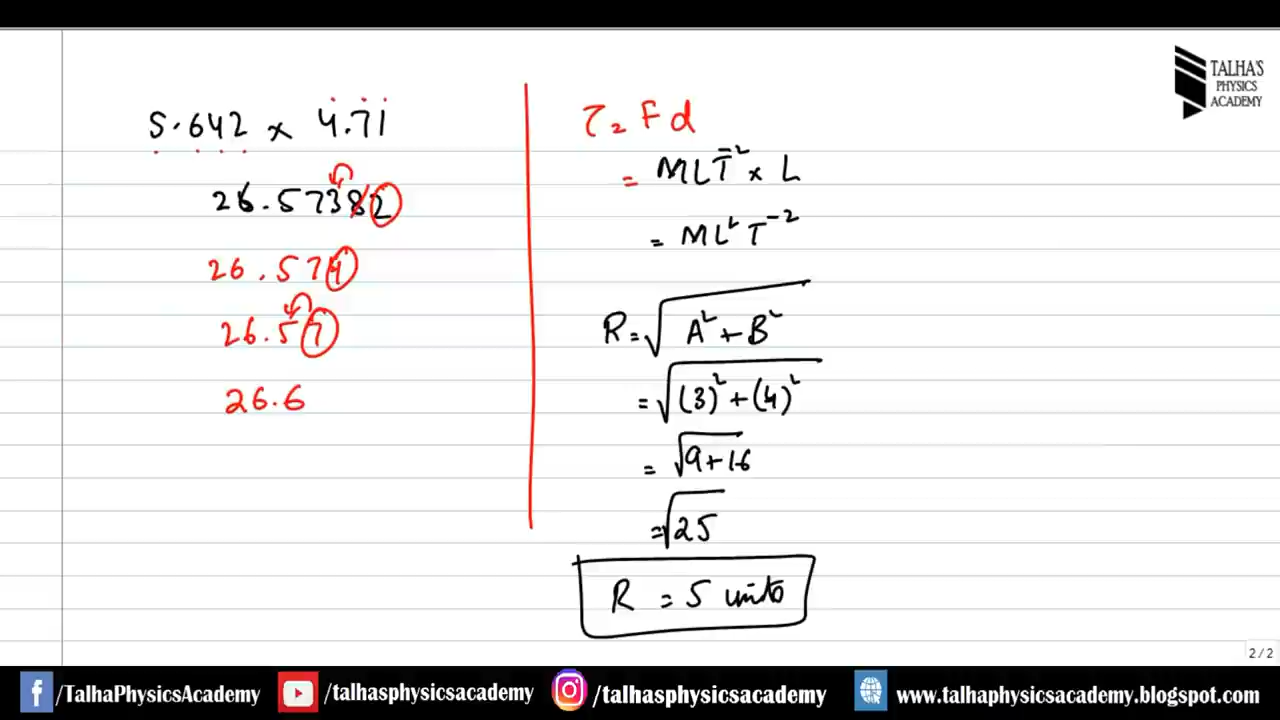 TALHA'S
PHYSICS
ACADEMY
5.642 × 4.71
26.57382
26.574
26.57
26.6
τ = Fd
= MLT⁻² × L
= ML²T⁻²
R = √A² + B²
= √(3)² + (4)²
= √9+16
= √25
R = 5 units
2 / 2
/TalhaPhysicsAcademy
/talhasphysicsacademy
/talhasphysicsacademy
www.talhaphysicsacademy.blogspot.com